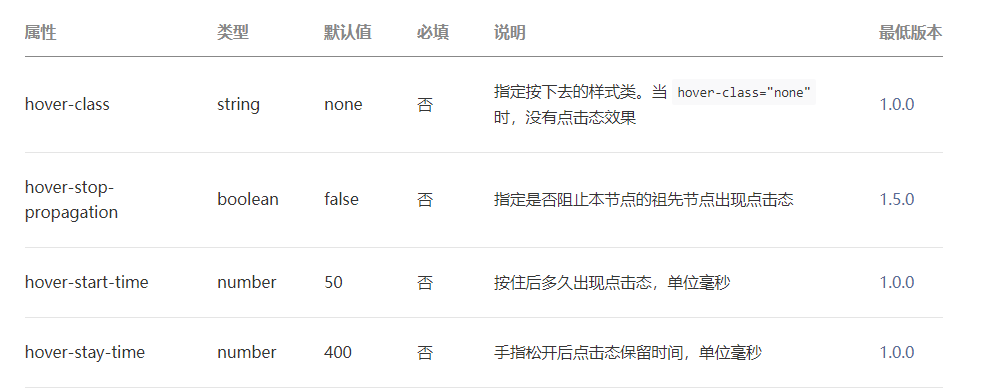 属性 类型 默认值 必填 说明 最低版本
hover-class string none 否 指定按下去的样式类。当 hover-class="none" 1.0.0
时，没有点击态效果
hover-stop-
propagation boolean false 否 指定是否阻止本节点的祖先节点出现点击态 1.5.0
hover-start-time number 50 否 按住后多久出现点击态，单位毫秒 1.0.0
hover-stay-time number 400 否 手指松开后点击态保留时间，单位毫秒 1.0.0